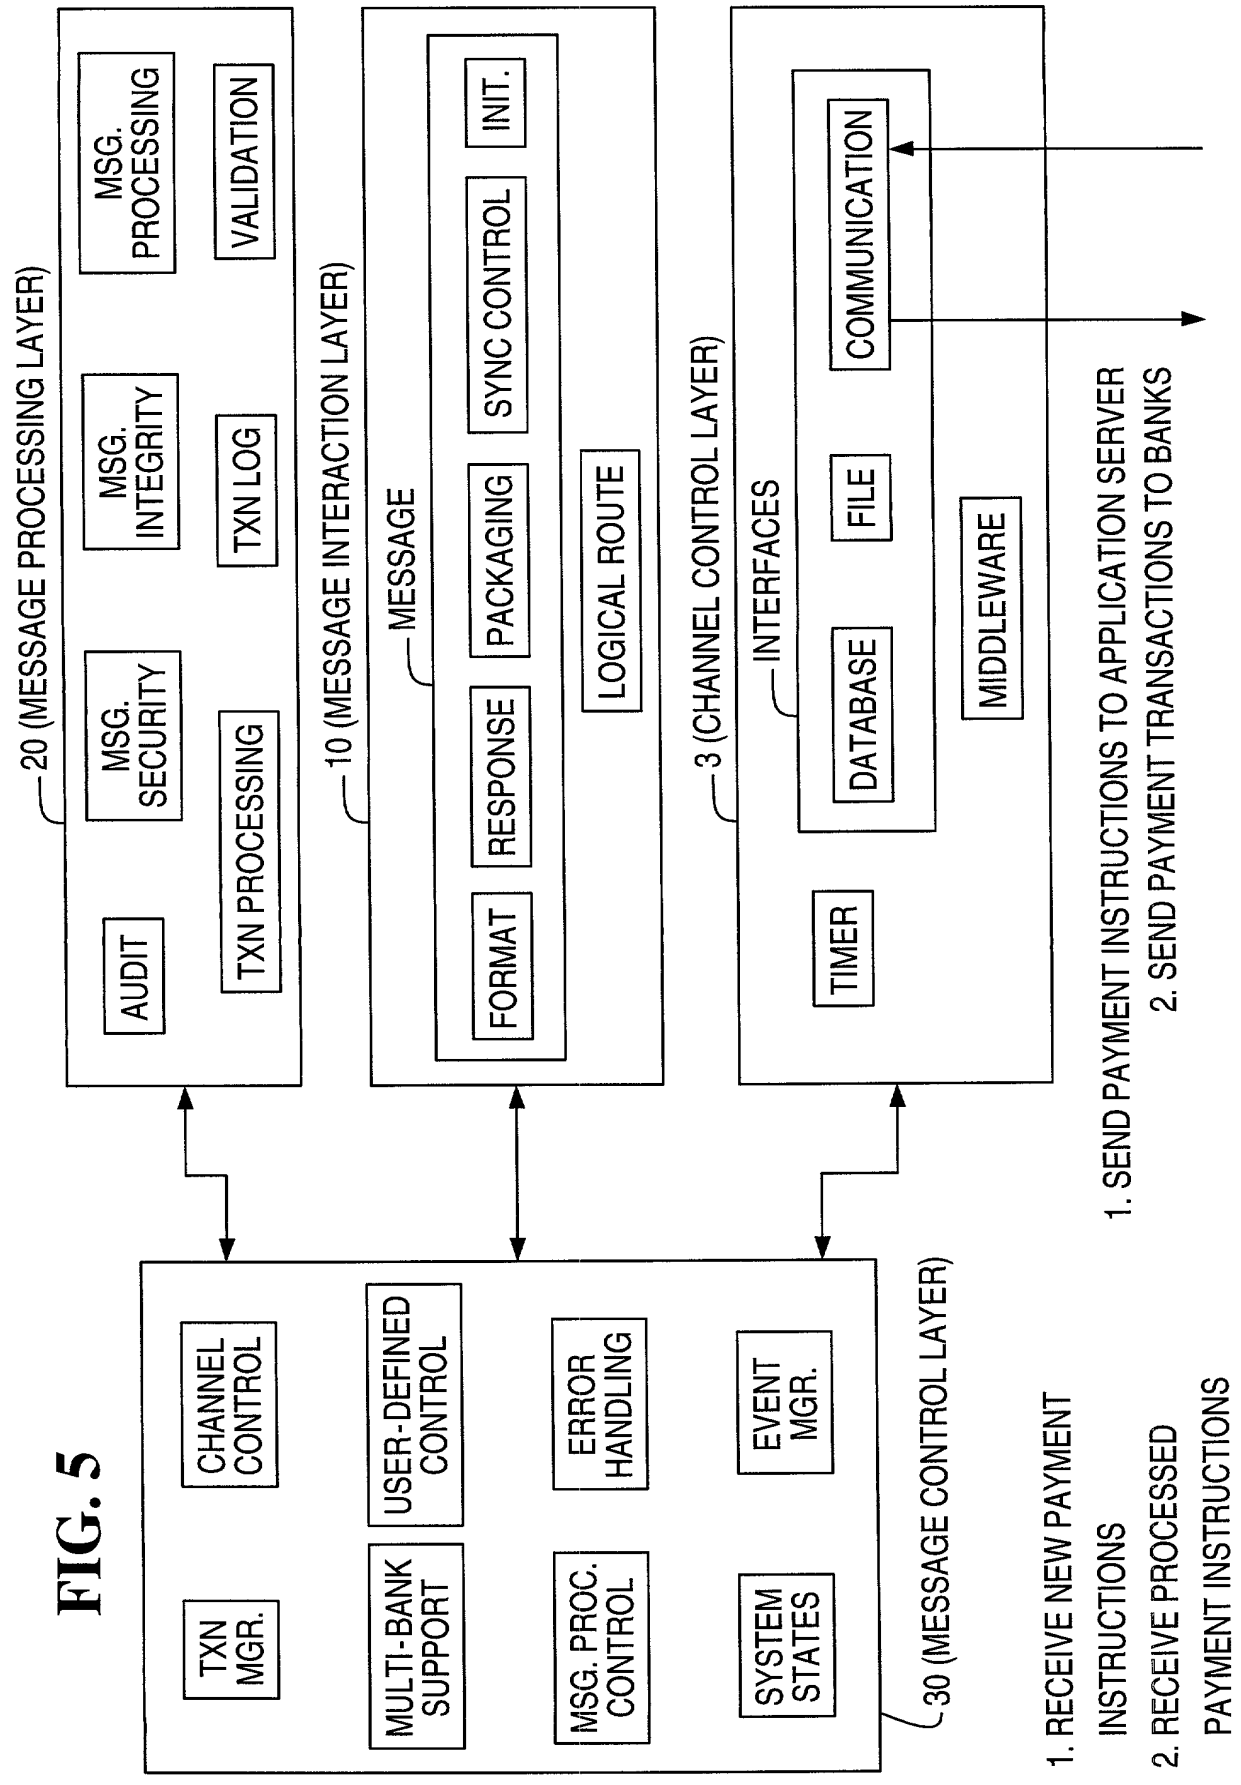 FIG. 5
TXN
MGR.
CHANNEL
CONTROL
MULTI-BANK
SUPPORT
USER-DEFINED
CONTROL
MSG. PROC.
CONTROL
ERROR
HANDLING
SYSTEM
STATES
EVENT
MGR.
30 (MESSAGE CONTROL LAYER)
1. RECEIVE NEW PAYMENT
INSTRUCTIONS
2. RECEIVE PROCESSED
PAYMENT INSTRUCTIONS
20 (MESSAGE PROCESSING LAYER)
AUDIT
MSG.
SECURITY
MSG.
INTEGRITY
MSG.
PROCESSING
TXN PROCESSING
TXN LOG
VALIDATION
10 (MESSAGE INTERACTION LAYER)
MESSAGE
FORMAT
RESPONSE
PACKAGING
SYNC CONTROL
INIT.
LOGICAL ROUTE
3 (CHANNEL CONTROL LAYER)
INTERFACES
TIMER
DATABASE
FILE
COMMUNICATION
MIDDLEWARE
1. SEND PAYMENT INSTRUCTIONS TO APPLICATION SERVER
2. SEND PAYMENT TRANSACTIONS TO BANKS